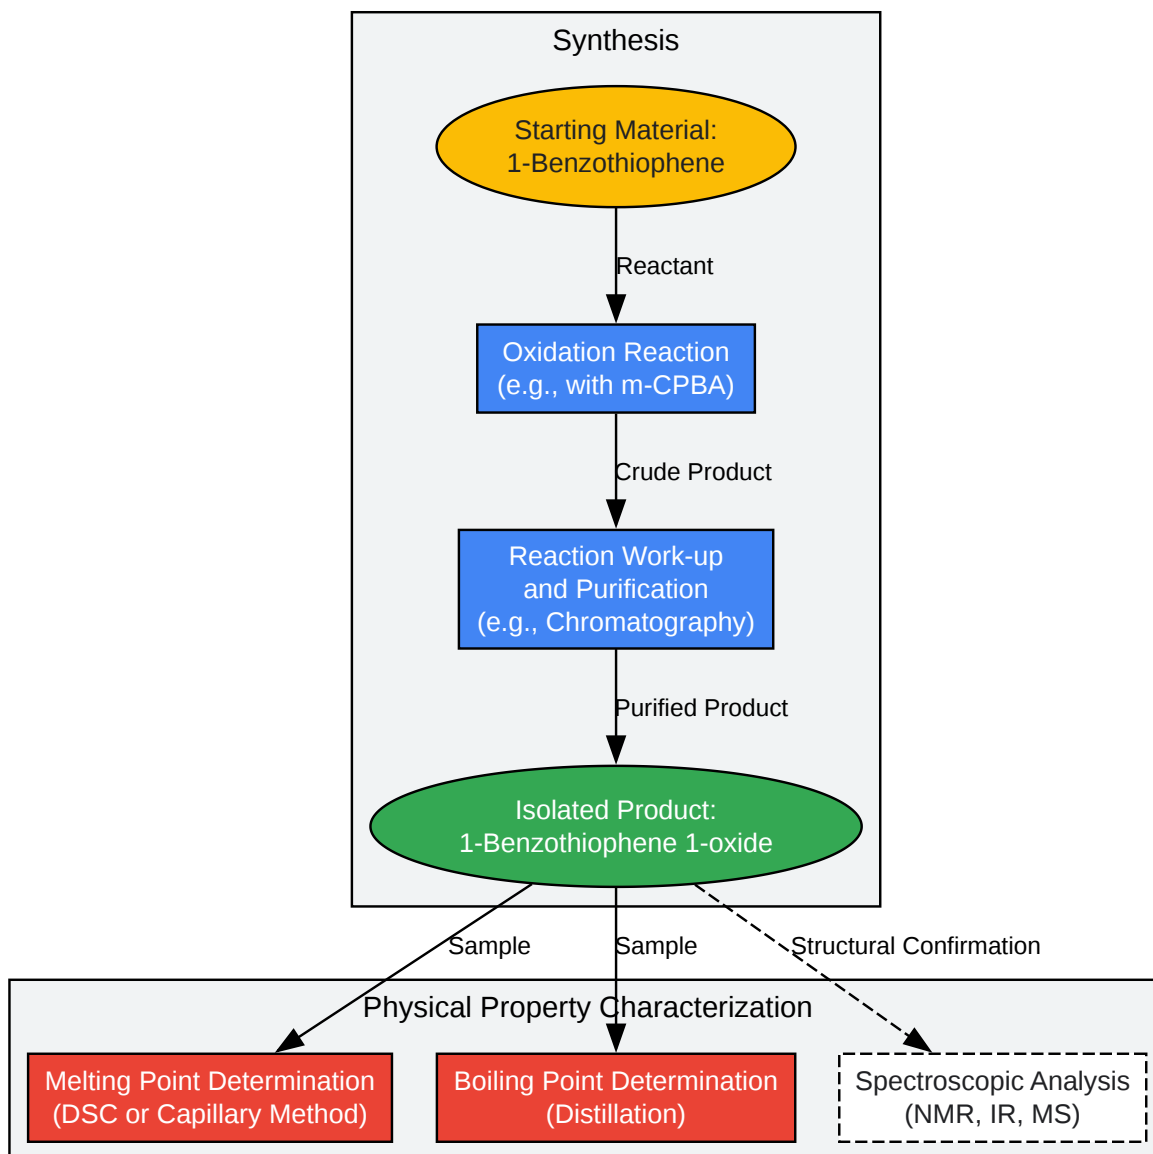 Synthesis
Starting Material:
1-Benzothiophene
Reactant
Oxidation Reaction
(e.g., with m-CPBA)
Crude Product
Reaction Work-up
and Purification
(e.g., Chromatography)
Purified Product
Isolated Product:
1-Benzothiophene 1-oxide
Sample
Sample
Structural Confirmation
Physical Property Characterization
Melting Point Determination
(DSC or Capillary Method)
Boiling Point Determination
(Distillation)
Spectroscopic Analysis
(NMR, IR, MS)